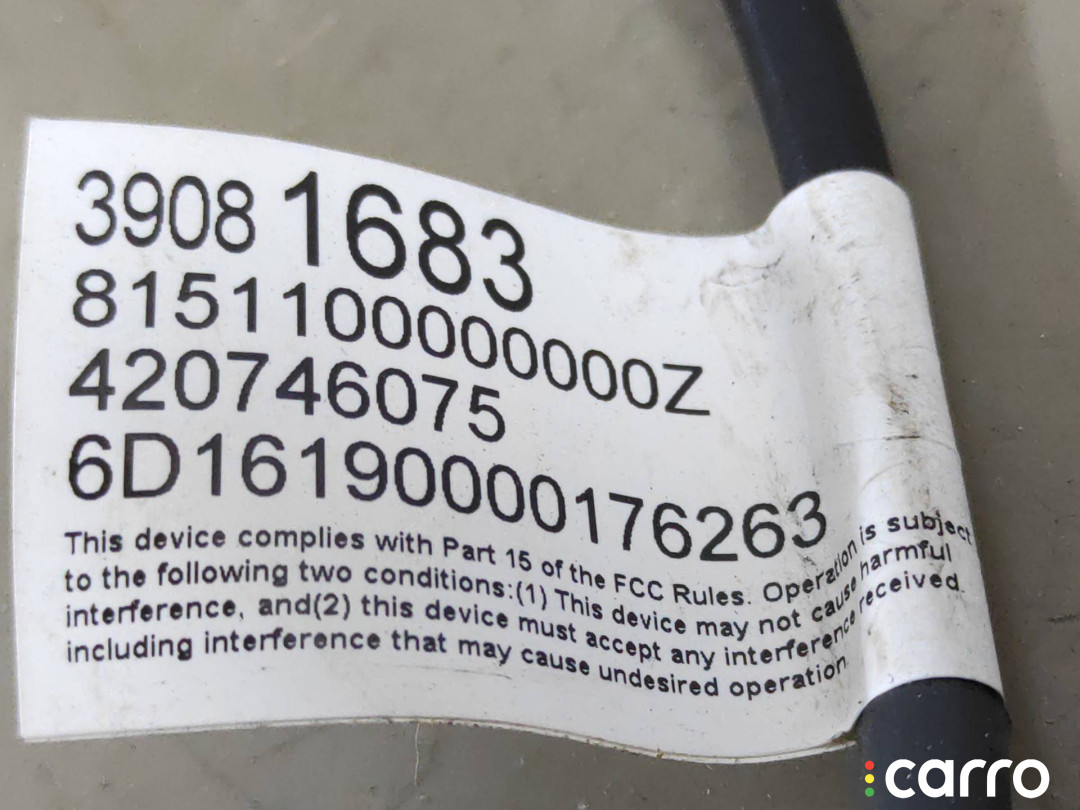 3908 1683
8151100000000Z
420746075
6D16190000176263
This device complies with Part 15 of the FCC Rules. Operation is subject
to the following two conditions:(1) This device may not cause harmful
interference, and(2) this device must accept any interference received.
including interference that may cause undesired operation.
carro